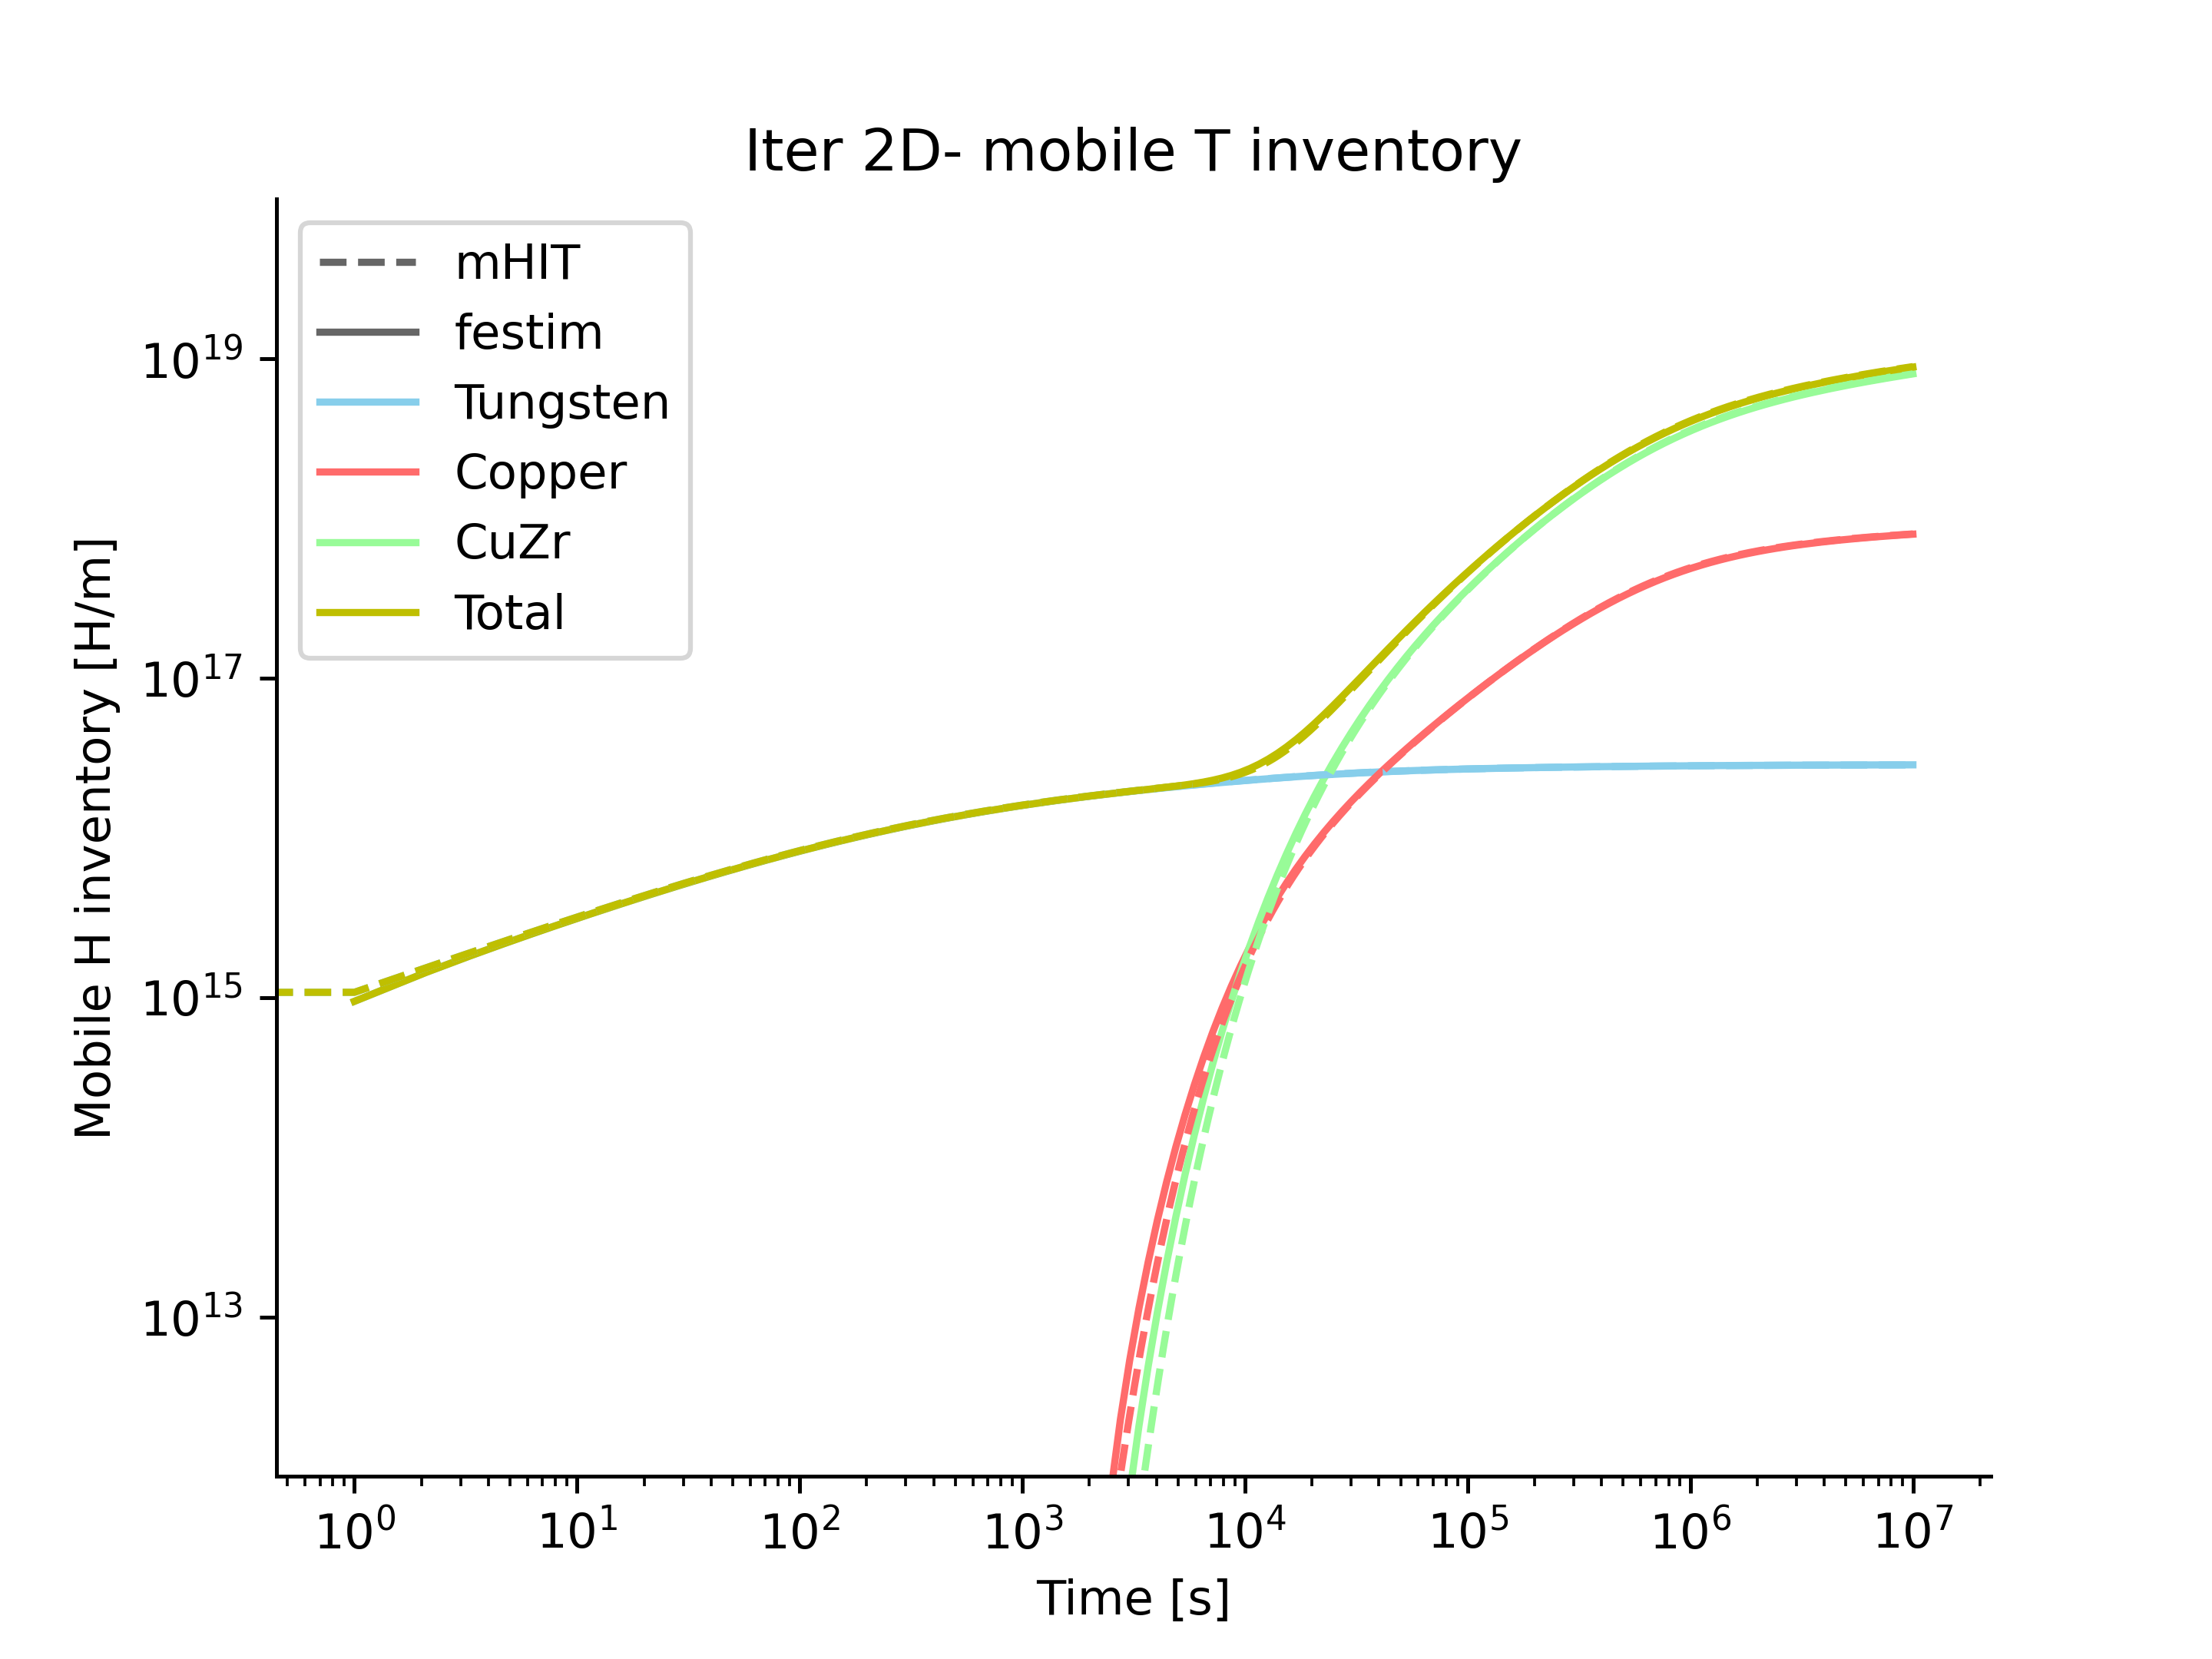 Iter 2D- mobile T inventory
mHIT
festim
Tungsten
Copper
CuZr
Total
Mobile H inventory [H/m]
10^19
10^17
10^15
10^13
10^0 10^1 10^2 10^3 10^4 10^5 10^6 10^7
Time [s]